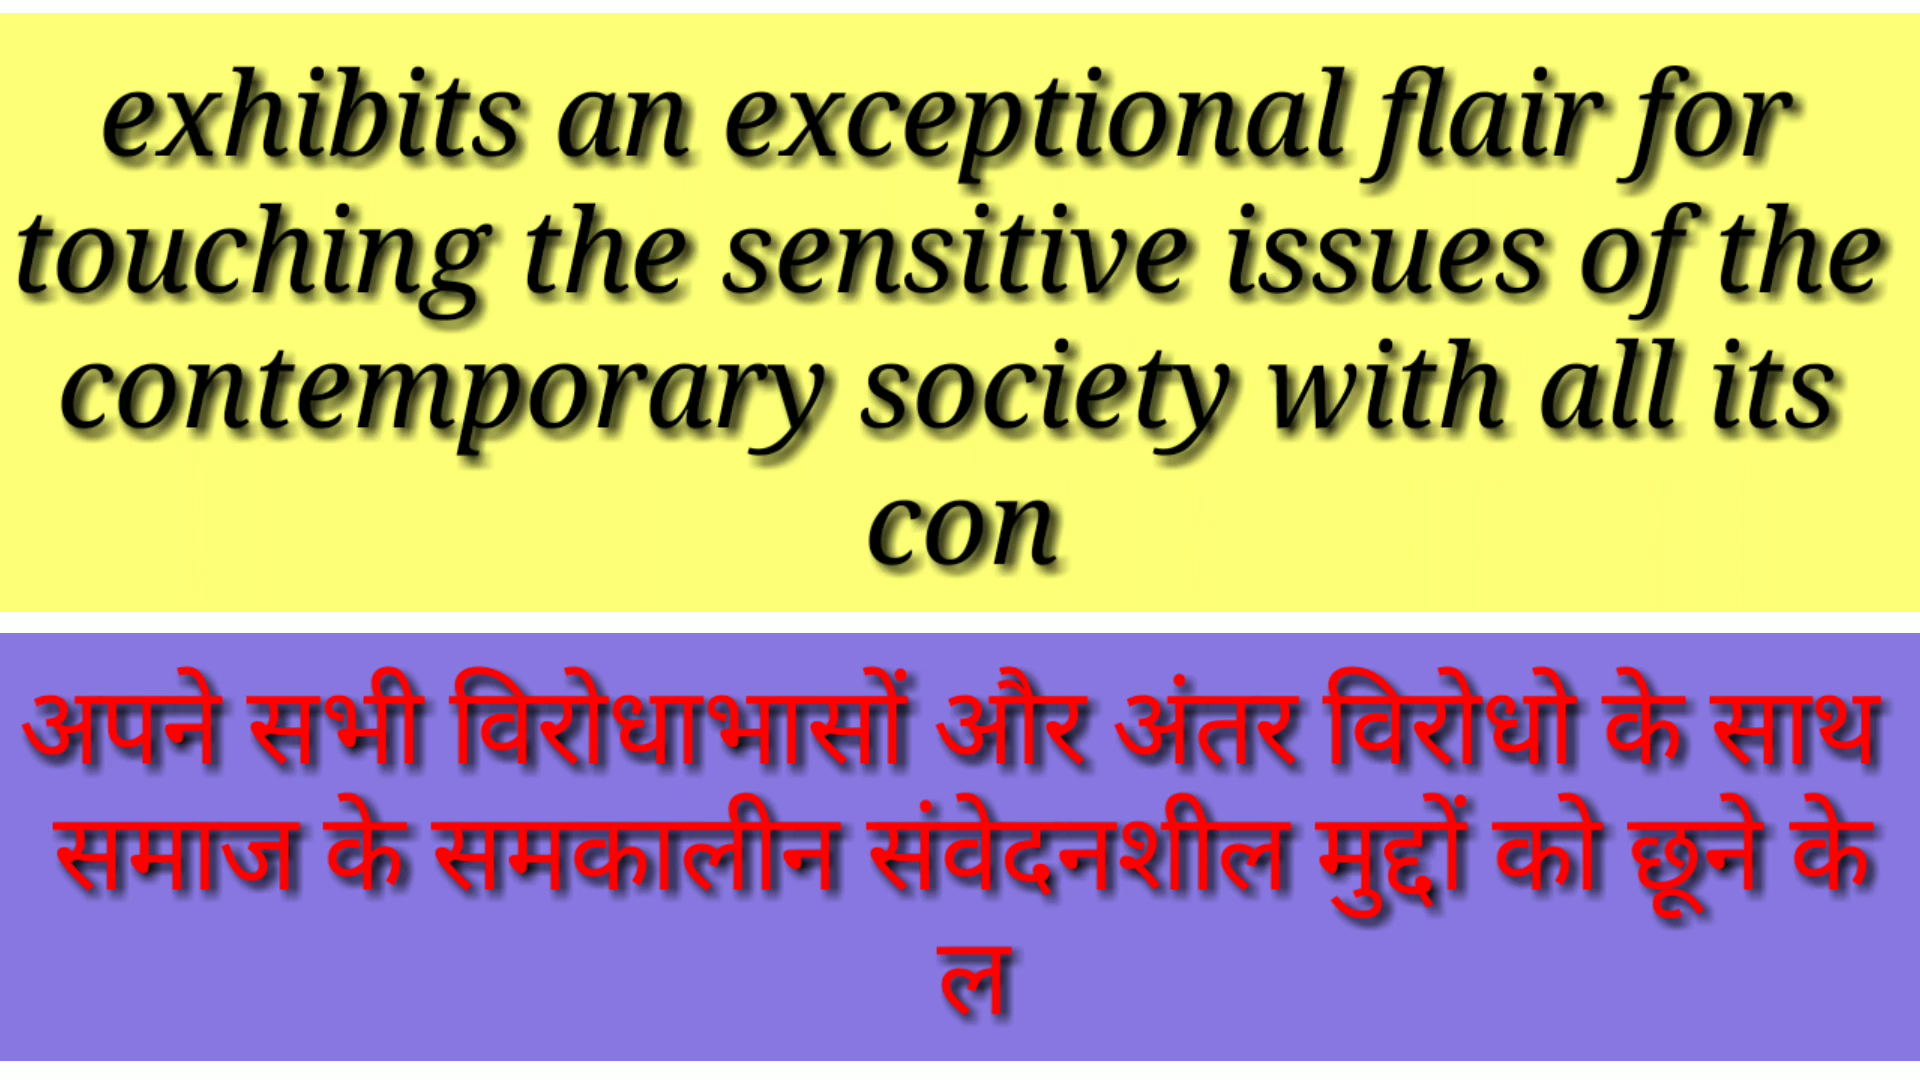 exhibits an exceptional flair for
touching the sensitive issues of the
contemporary society with all its
con
अपने सभी विरोधाभासों और अंतर विरोधो के साथ
समाज के समकालीन संवेदनशील मुद्दों को छूने के
ल